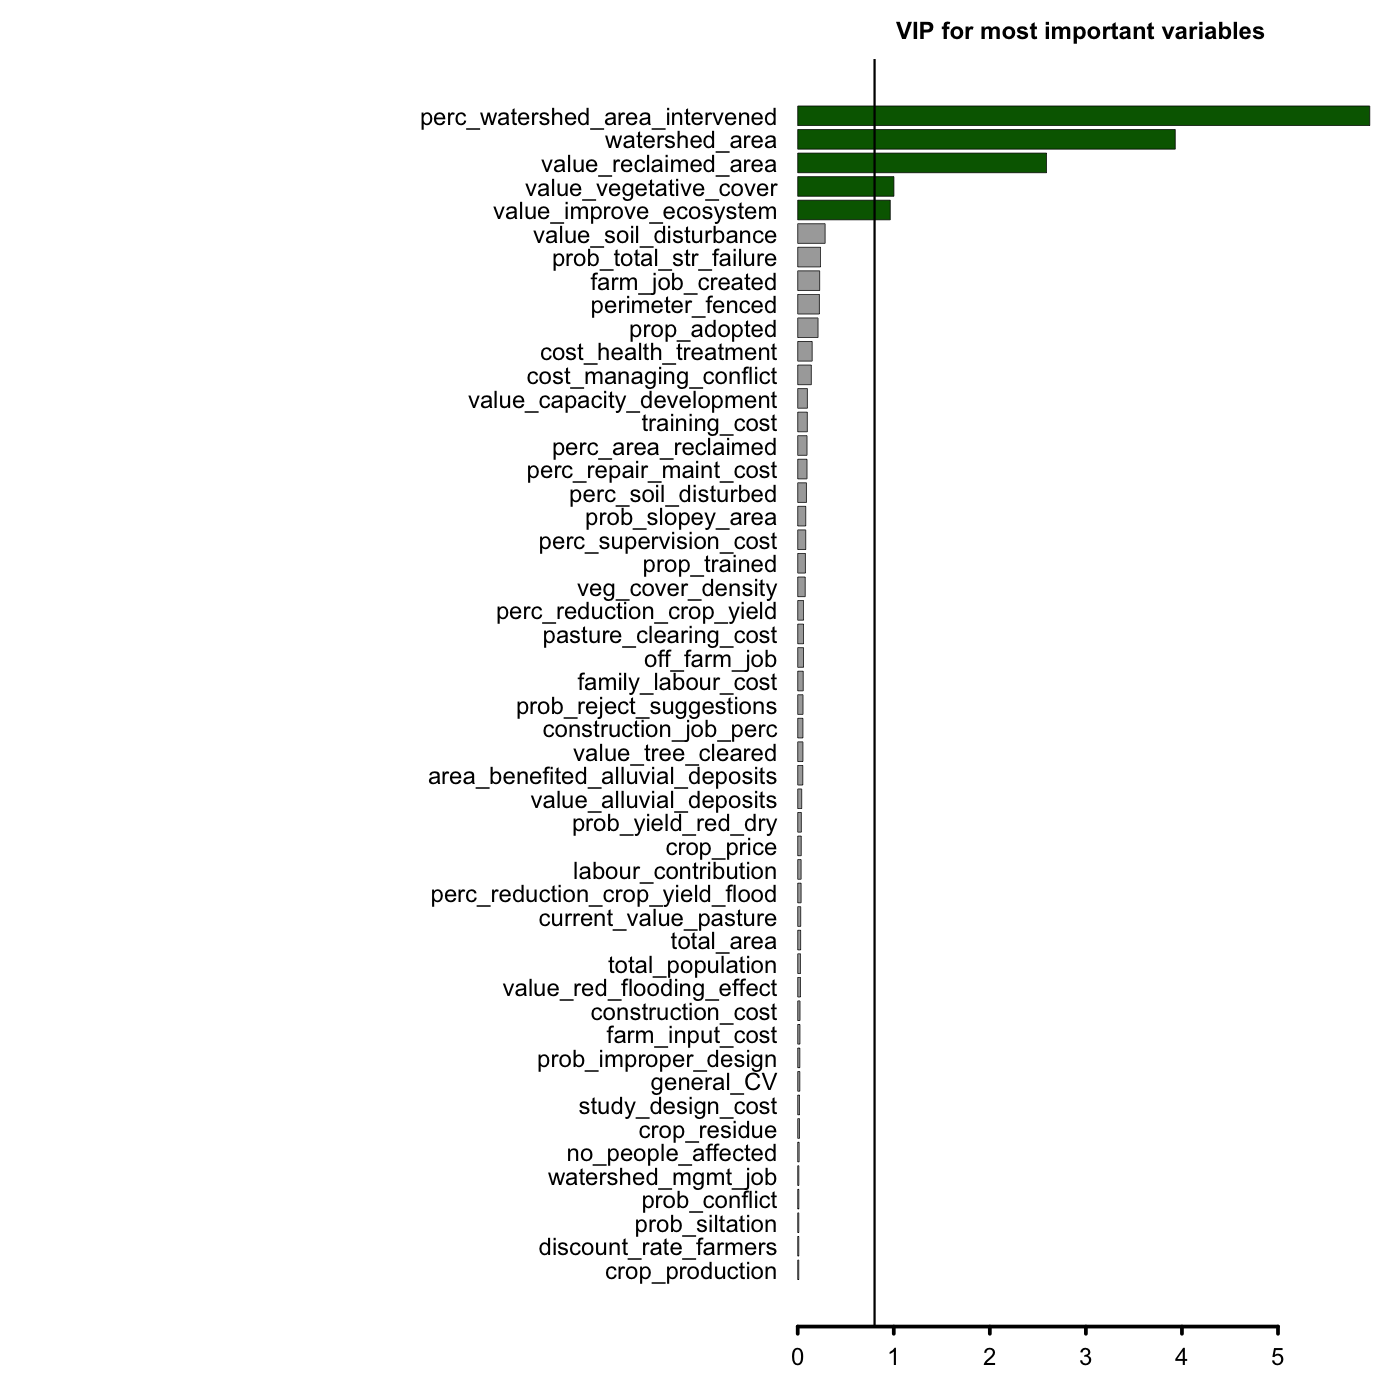 VIP for most important variables
perc_watershed_area_intervened
watershed_area
value_reclaimed_area
value_vegetative_cover
value_improve_ecosystem
value_soil_disturbance
prob_total_str_failure
farm_job_created
perimeter_fenced
prop_adopted
cost_health_treatment
cost_managing_conflict
value_capacity_development
training_cost
perc_area_reclaimed
perc_repair_maint_cost
perc_soil_disturbed
prob_slopey_area
perc_supervision_cost
prop_trained
veg_cover_density
perc_reduction_crop_yield
pasture_clearing_cost
off_farm_job
family_labour_cost
prob_reject_suggestions
construction_job_perc
value_tree_cleared
area_benefited_alluvial_deposits
value_alluvial_deposits
prob_yield_red_dry
crop_price
labour_contribution
perc_reduction_crop_yield_flood
current_value_pasture
total_area
total_population
value_red_flooding_effect
construction_cost
farm_input_cost
prob_improper_design
general_CV
study_design_cost
crop_residue
no_people_affected
watershed_mgmt_job
prob_conflict
prob_siltation
discount_rate_farmers
crop_production
0 1 2 3 4 5